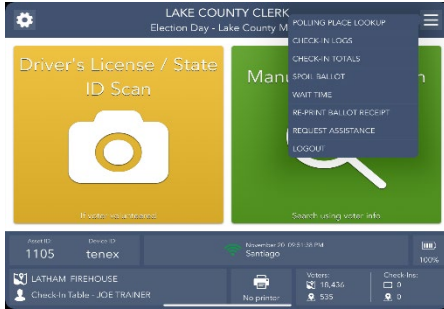 LAKE COUNTY CLERK
Election Day - Lake County M
POLLING PLACE LOOKUP
CHECK-IN LOGS
CHECK-IN TOTALS
SPOIL BALLOT
WAIT TIME
RE-PRINT BALLOT RECEIPT
REQUEST ASSISTANCE
LOGOUT
Driver's License / State
ID Scan
If voter volunteered
Manu
n
Search using voter info
Asset ID
1105
Device ID
tenex
November 20 09:51:38 PM
Santiago
100%
LATHAM FIREHOUSE
Check-In Table - JOE TRAINER
No printer
Voters:
18,436
535
Check-Ins:
0
0